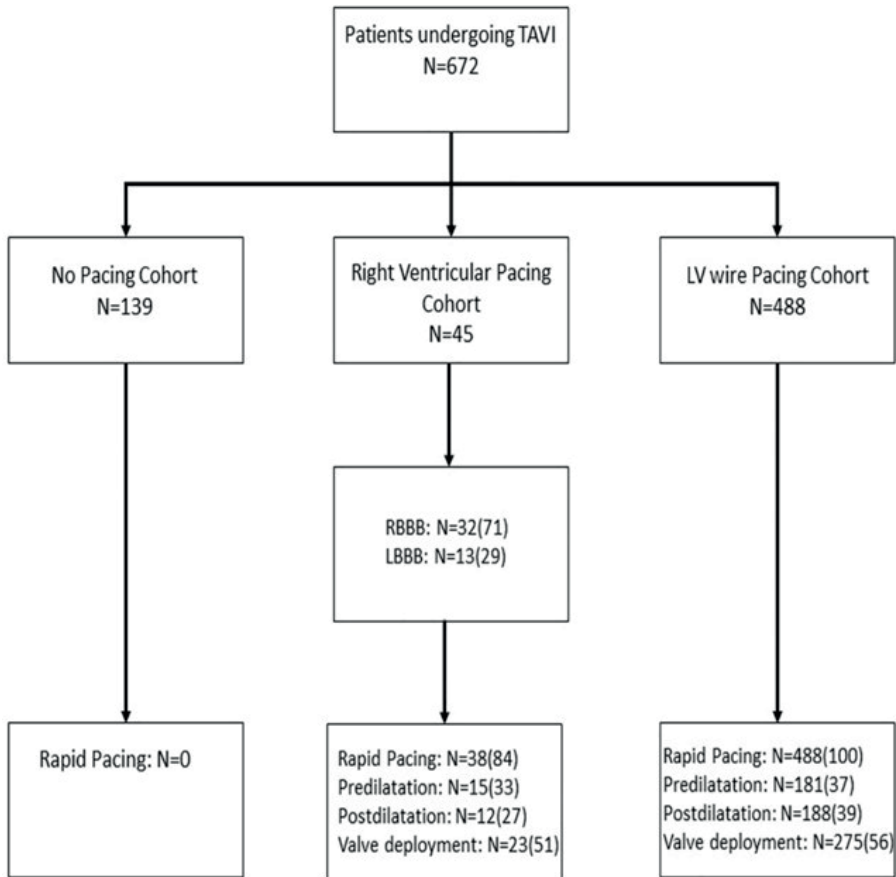 Patients undergoing TAVI
N=672
No Pacing Cohort
N=139
Right Ventricular Pacing
Cohort
N=45
LV wire Pacing Cohort
N=488
RBBB: N=32(71)
LBBB: N=13(29)
Rapid Pacing: N=0
Rapid Pacing: N=38(84)
Predilatation: N=15(33)
Postdilatation: N=12(27)
Valve deployment: N=23(51)
Rapid Pacing: N=488(100)
Predilatation: N=181(37)
Postdilatation: N=188(39)
Valve deployment: N=275(56)